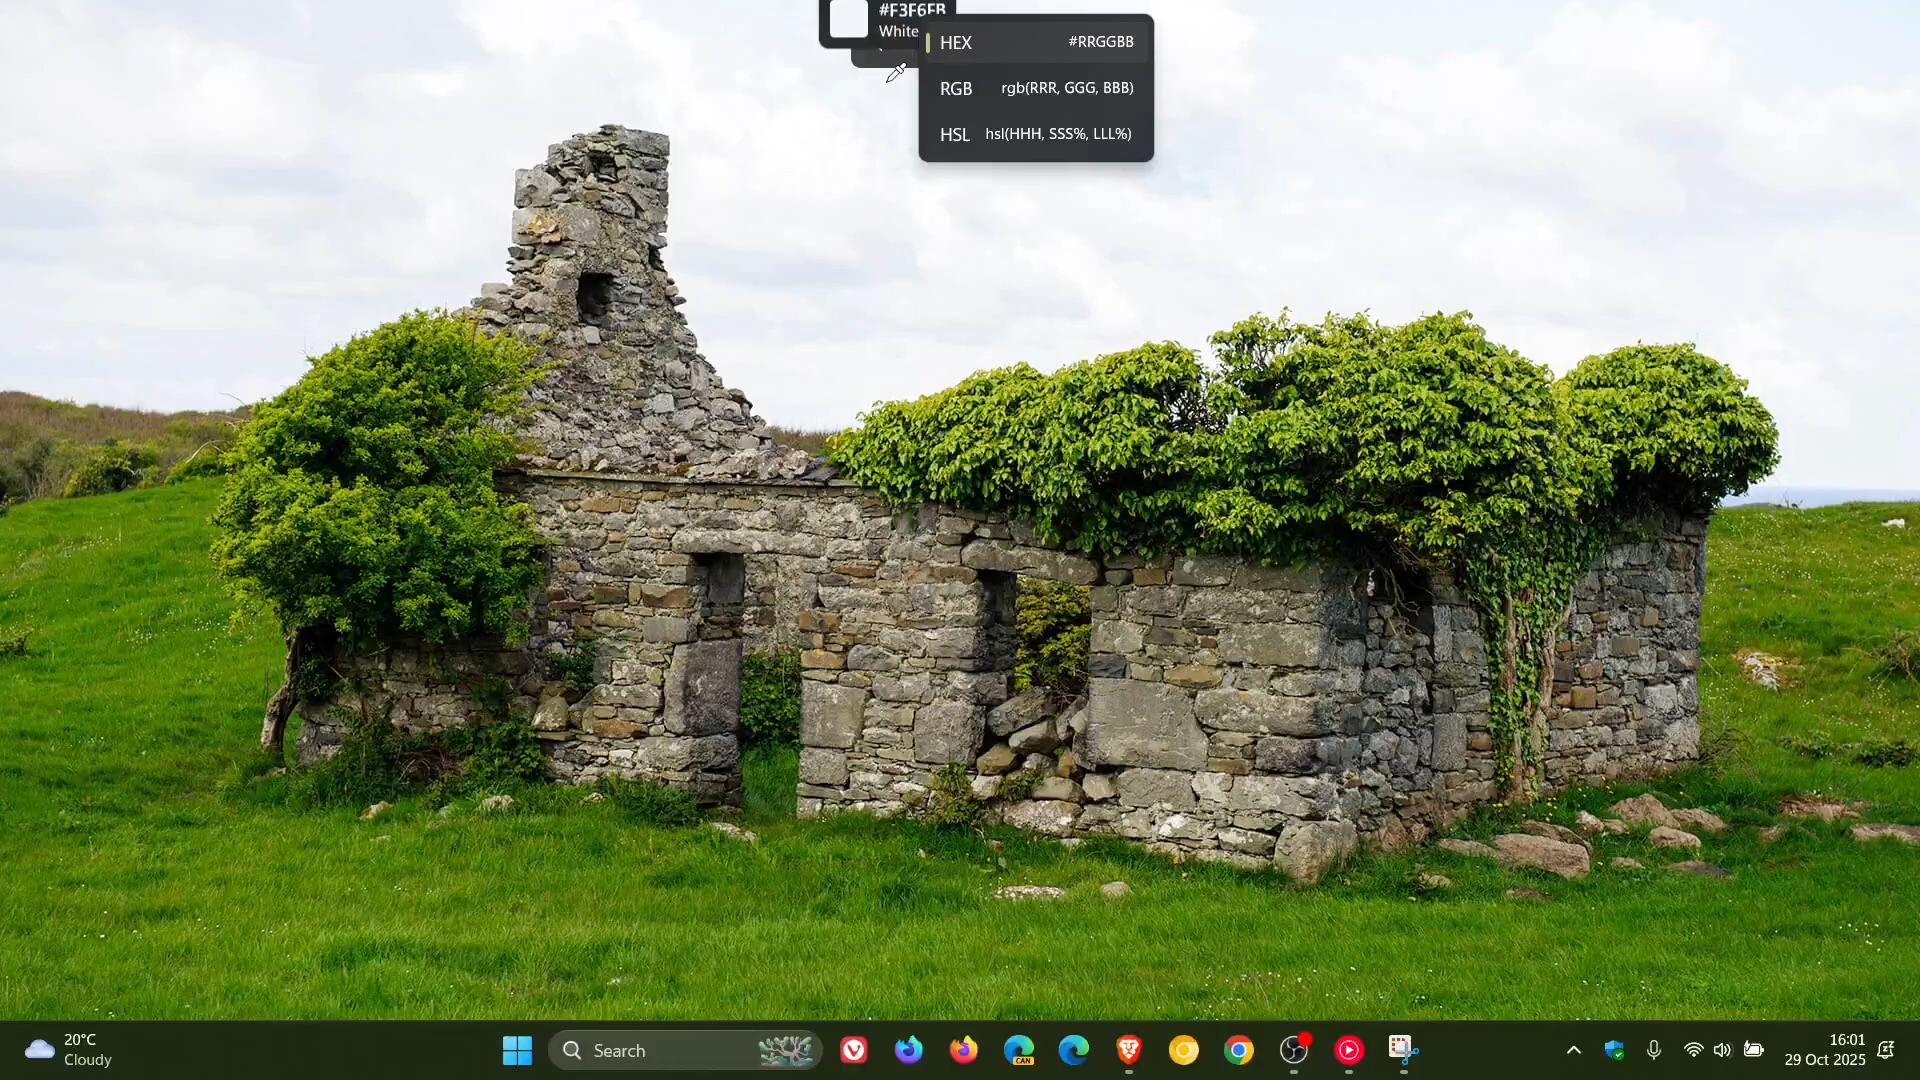 #F3F6FB
White
HEX #RRGGBB
RGB rgb(RRR, GGG, BBB)
HSL hsl(HHH, SSS%, LLL%)
20°C
Cloudy
Search
CAN
16:01
29 Oct 2025